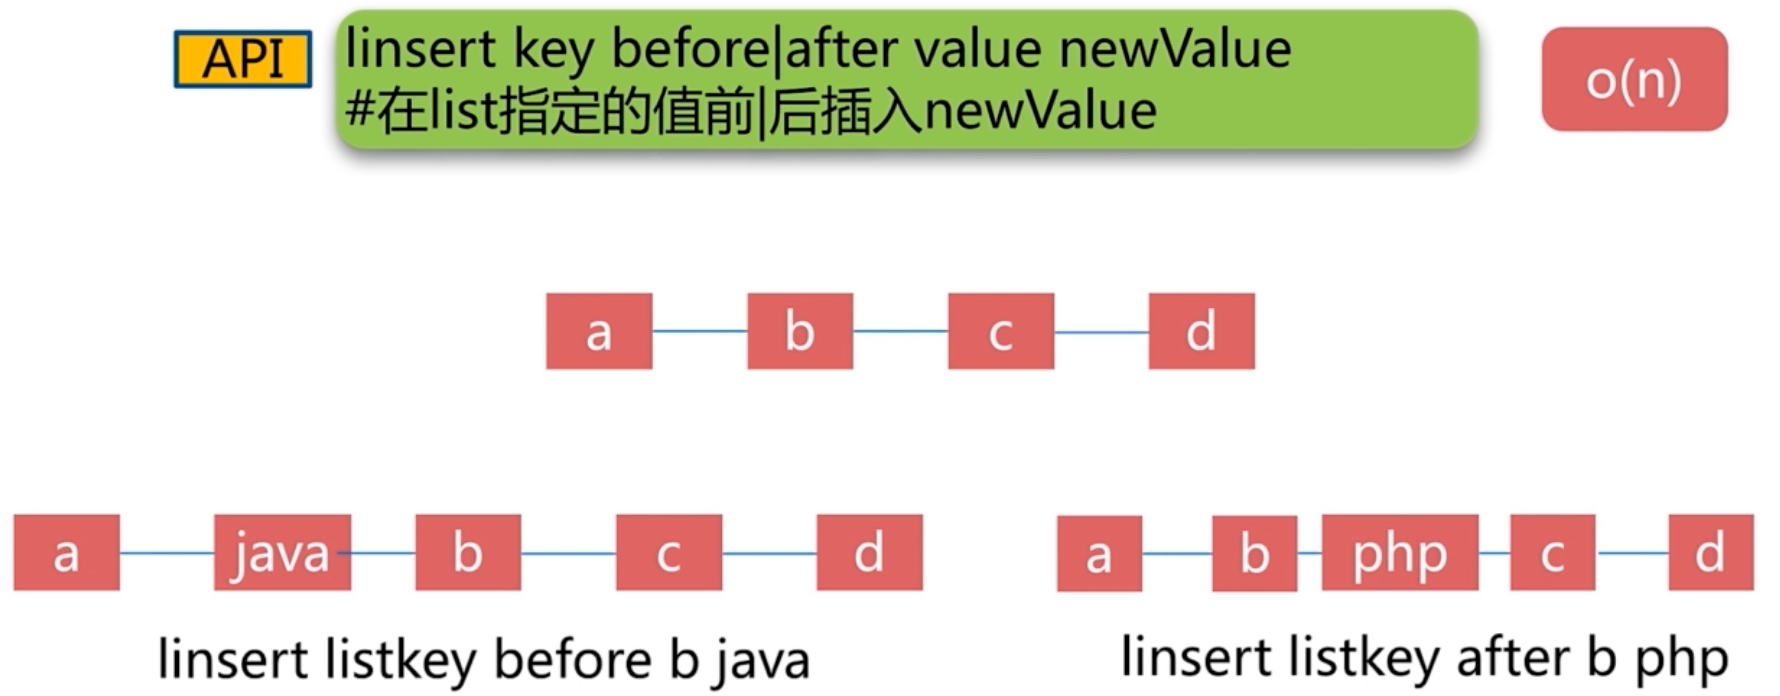 API
linsert key before|after value newValue
#在list指定的值前|后插入newValue
o(n)
a b c d
a java b c d
a b php c d
linsert listkey before b java
linsert listkey after b php